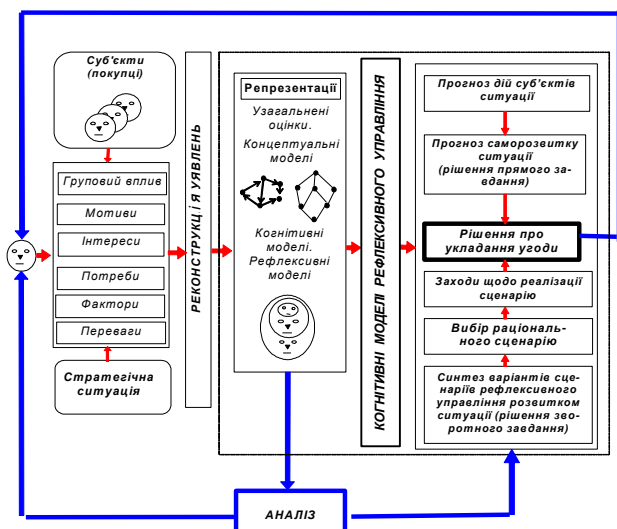 Суб'єкти
(покупці)
Груповий вплив
Мотиви
Інтереси
Потреби
Фактори
Переваги
Стратегічна
ситуація
РЕКОНСТРУКЦ І Я УЯВЛЕНЬ
Репрезентації
Узагальнені
оцінки.
Концептуальні
моделі
Когнітивні
моделі.
Рефлексивні
моделі
КОГНІТИВНІ МОДЕЛІ РЕФЛЕКСИВНОГО УПРАВЛІННЯ
Прогноз дій суб'єктів
ситуації
Прогноз саморозвитку
ситуації
(рішення прямого за-
вдання)
Рішення про
укладання угоди
Заходи щодо реалізації
сценарію
Вибір раціональ-
ного сценарію
Синтез варіантів сце-
наріїв рефлексивного
управління розвитком
ситуації (рішення зво-
ротного завдання)
АНАЛІЗ